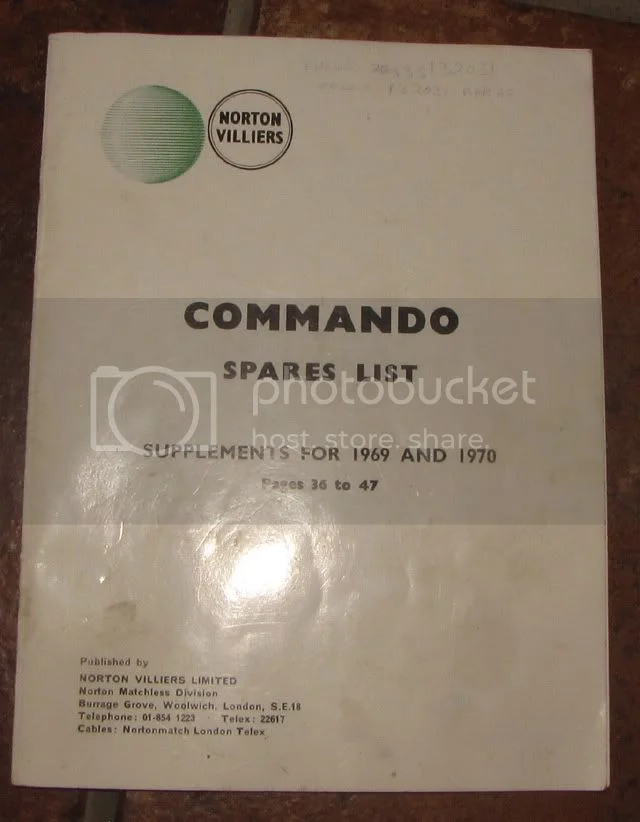 NORTON
VILLIERS
COMMANDO
SPARES LIST
photobucket
host. store. share.
SUPPLEMENTS FOR 1969 AND 1970
Pages 36 to 47
Published by
NORTON VILLIERS LIMITED
Norton Matchless Division
Burrage Grove, Woolwich, London, S.E.18
Telephone: 01-854 1223 Telex: 22617
Cables: Nortonmatch London Telex